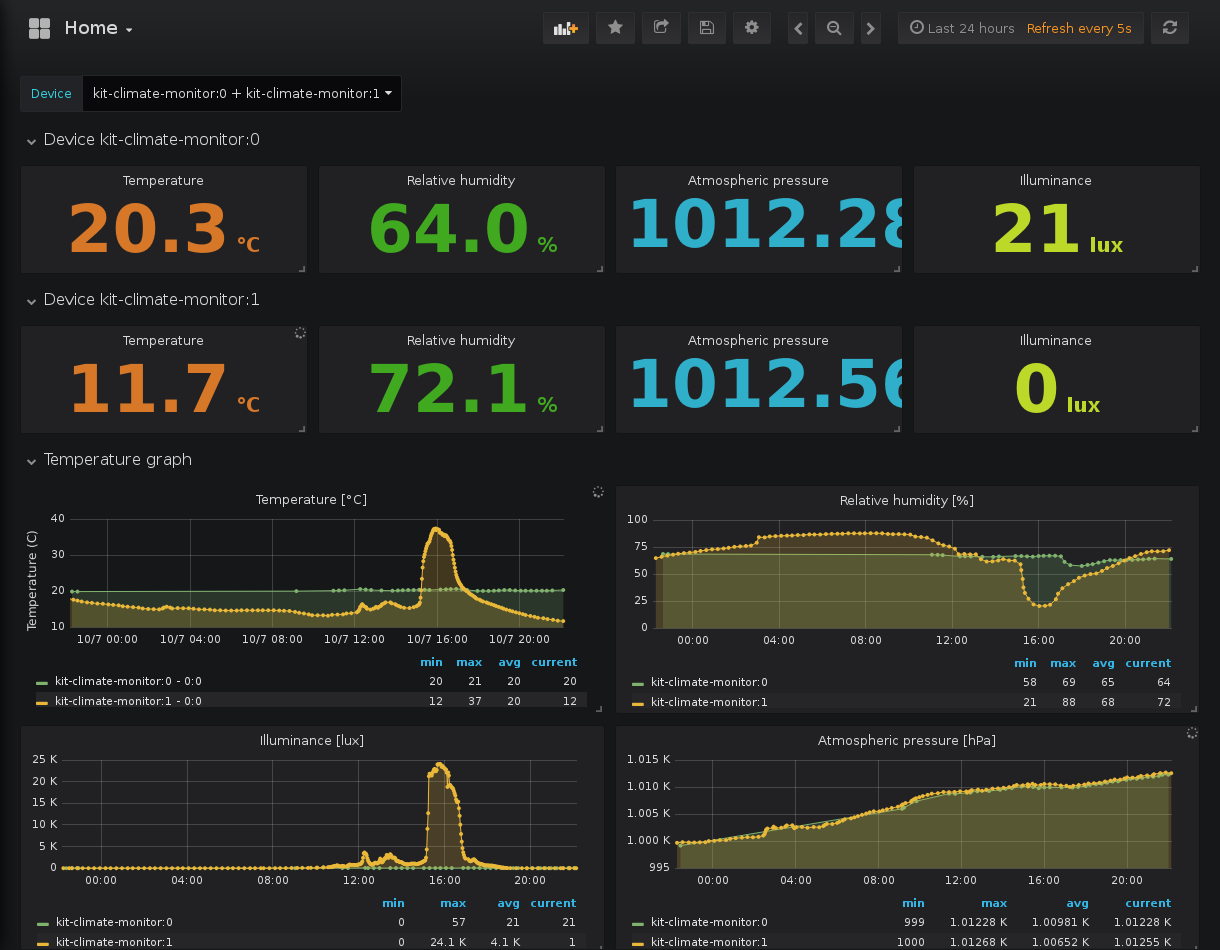 Home
Last 24 hours Refresh every 5s
Device kit-climate-monitor:0 + kit-climate-monitor:1
Device kit-climate-monitor:0
Temperature Relative humidity Atmospheric pressure Illuminance
20.3 °C 64.0 % 1012.28 21 lux
Device kit-climate-monitor:1
Temperature Relative humidity Atmospheric pressure Illuminance
11.7 °C 72.1 % 1012.56 0 lux
Temperature graph
Temperature [°C]
Temperature (C)
40
30
20
10
10/7 00:00 10/7 04:00 10/7 08:00 10/7 12:00 10/7 16:00 10/7 20:00
min max avg current
kit-climate-monitor:0 - 0:0 20 21 20 20
kit-climate-monitor:1 - 0:0 12 37 20 12
Relative humidity [%]
100
75
50
25
0
00:00 04:00 08:00 12:00 16:00 20:00
min max avg current
kit-climate-monitor:0 58 69 65 64
kit-climate-monitor:1 21 88 68 72
Illuminance [lux]
25 K
20 K
15 K
10 K
5 K
0
00:00 04:00 08:00 12:00 16:00 20:00
min max avg current
kit-climate-monitor:0 0 57 21 21
kit-climate-monitor:1 0 24.1 K 4.1 K 1
Atmospheric pressure [hPa]
1.015 K
1.010 K
1.005 K
1.000 K
995
00:00 04:00 08:00 12:00 16:00 20:00
min max avg current
kit-climate-monitor:0 999 1.01228 K 1.00981 K 1.01228 K
kit-climate-monitor:1 1000 1.01268 K 1.00652 K 1.01255 K